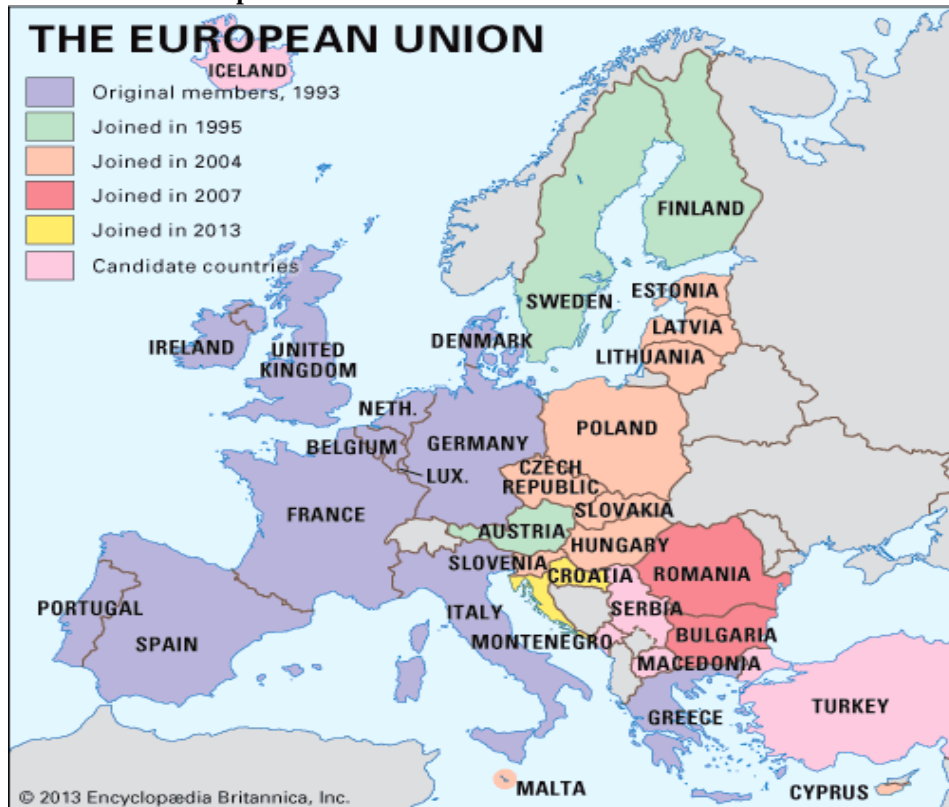 THE EUROPEAN UNION
ICELAND
Original members, 1993
Joined in 1995
Joined in 2004
Joined in 2007
Joined in 2013
Candidate countries
FINLAND
SWEDEN
ESTONIA
LATVIA
LITHUANIA
IRELAND
UNITED
KINGDOM
DENMARK
NETH.
BELGIUM
GERMANY
LUX.
POLAND
CZECH
REPUBLIC
SLOVAKIA
FRANCE
AUSTRIA
HUNGARY
SLOVENIA
CROATIA
ROMANIA
PORTUGAL
SPAIN
ITALY
SERBIA
MONTENEGRO
BULGARIA
MACEDONIA
GREECE
TURKEY
MALTA
CYPRUS
© 2013 Encyclopædia Britannica, Inc.